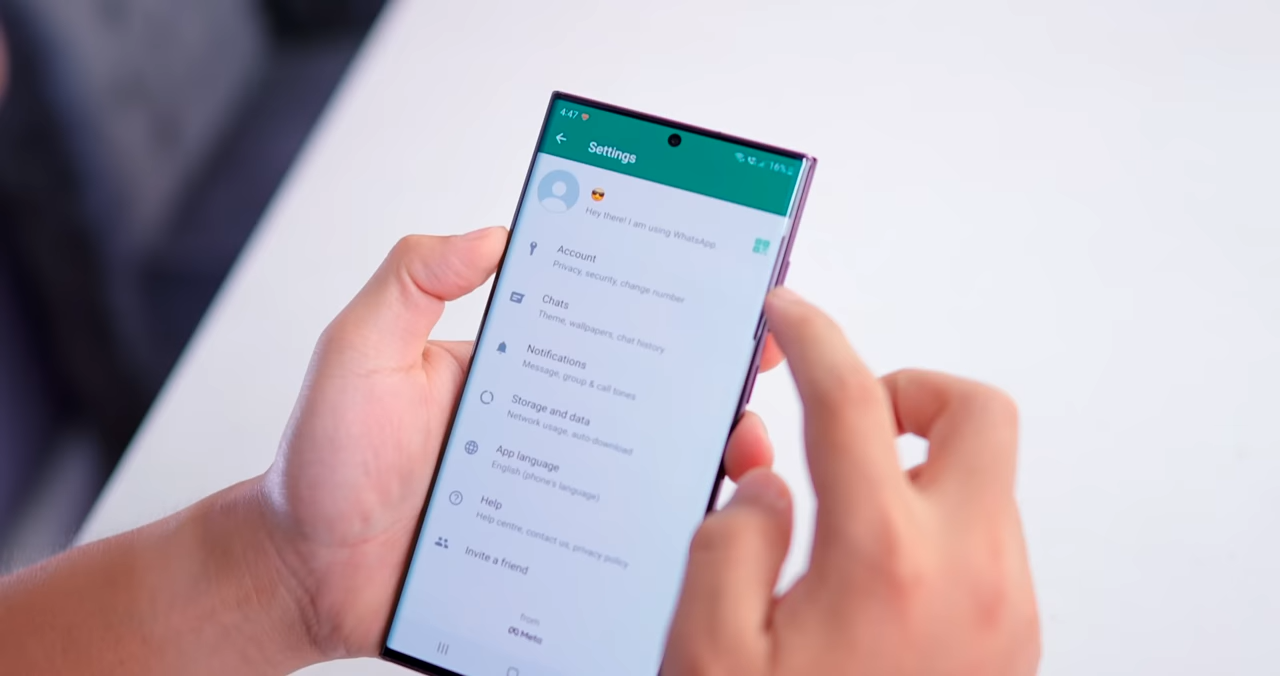 4:47
16%
Settings
Hey there! I am using WhatsApp.
Account
Privacy, security, change number
Chats
Theme, wallpapers, chat history
Notifications
Message, group & call tones
Storage and data
Network usage, auto-download
App language
English (phone's language)
Help
Help centre, contact us, privacy policy
Invite a friend
from
Meta